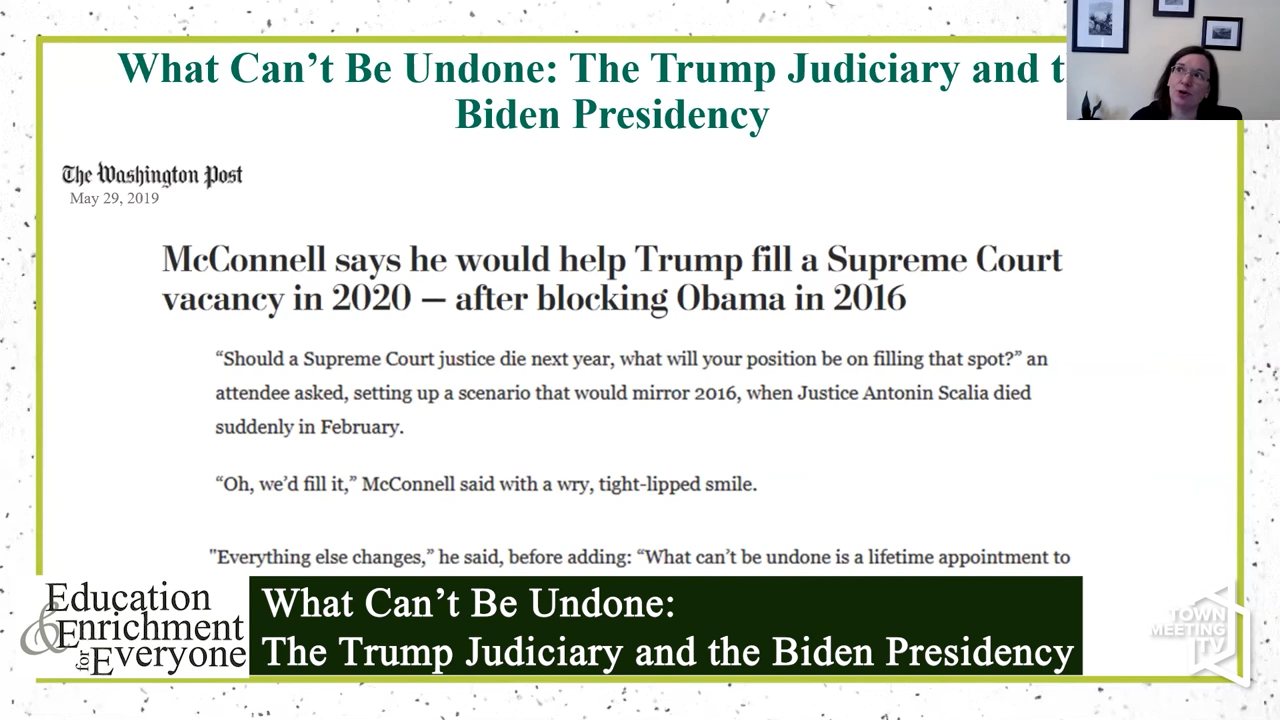 What Can’t Be Undone: The Trump Judiciary and t
Biden Presidency
The Washington Post
May 29, 2019
McConnell says he would help Trump fill a Supreme Court
vacancy in 2020 — after blocking Obama in 2016
“Should a Supreme Court justice die next year, what will your position be on filling that spot?” an
attendee asked, setting up a scenario that would mirror 2016, when Justice Antonin Scalia died
suddenly in February.
“Oh, we’d fill it,” McConnell said with a wry, tight-lipped smile.
"Everything else changes,” he said, before adding: “What can’t be undone is a lifetime appointment to
Education
& Enrichment
for Everyone
What Can’t Be Undone:
The Trump Judiciary and the Biden Presidency
TOWN
MEETING
TV